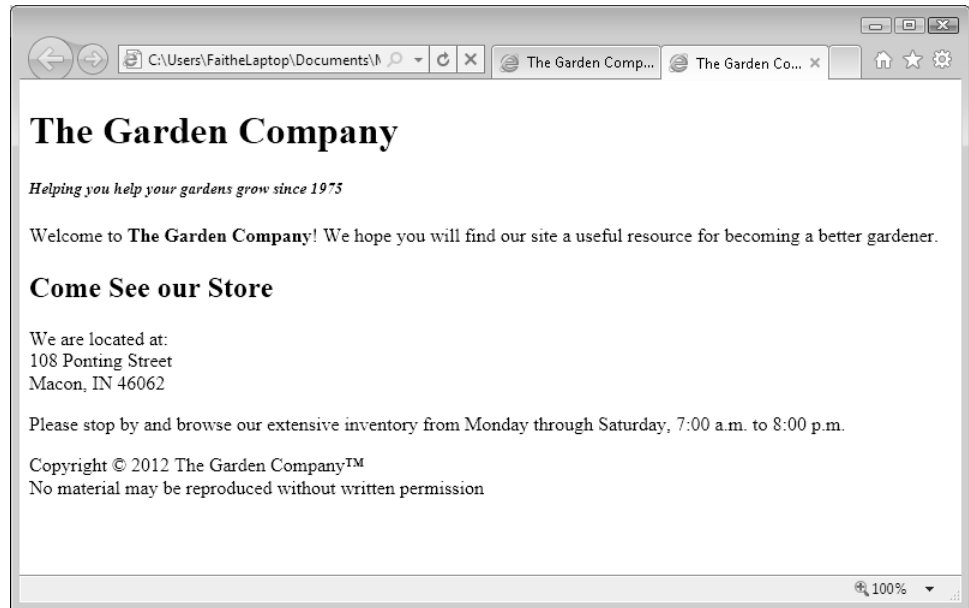 C:\Users\FaitheLaptop\Documents\
The Garden Comp...
The Garden Co...
The Garden Company
Helping you help your gardens grow since 1975
Welcome to The Garden Company! We hope you will find our site a useful resource for becoming a better gardener.
Come See our Store
We are located at:
108 Ponting Street
Macon, IN 46062
Please stop by and browse our extensive inventory from Monday through Saturday, 7:00 a.m. to 8:00 p.m.
Copyright © 2012 The Garden Company™
No material may be reproduced without written permission
100%